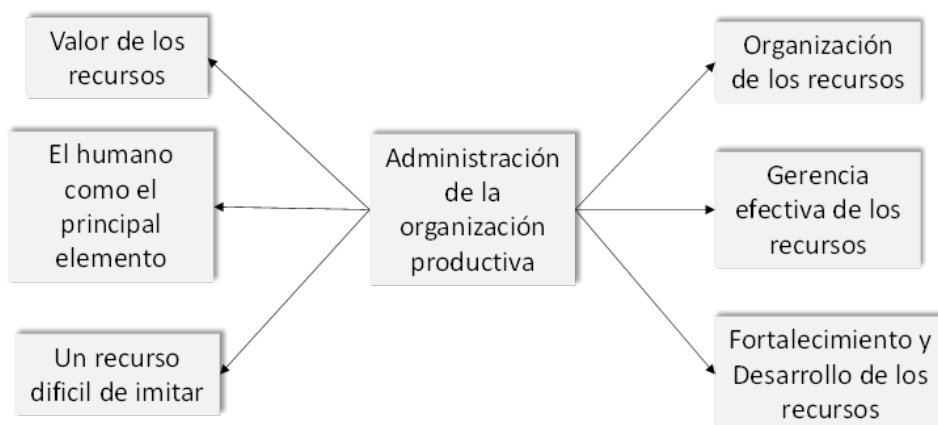 Valor de los
recursos
El humano
como el
principal
elemento
Un recurso
dificil de imitar
Administración
de la
organización
productiva
Organización
de los recursos
Gerencia
efectiva de los
recursos
Fortalecimiento y
Desarrollo de los
recursos